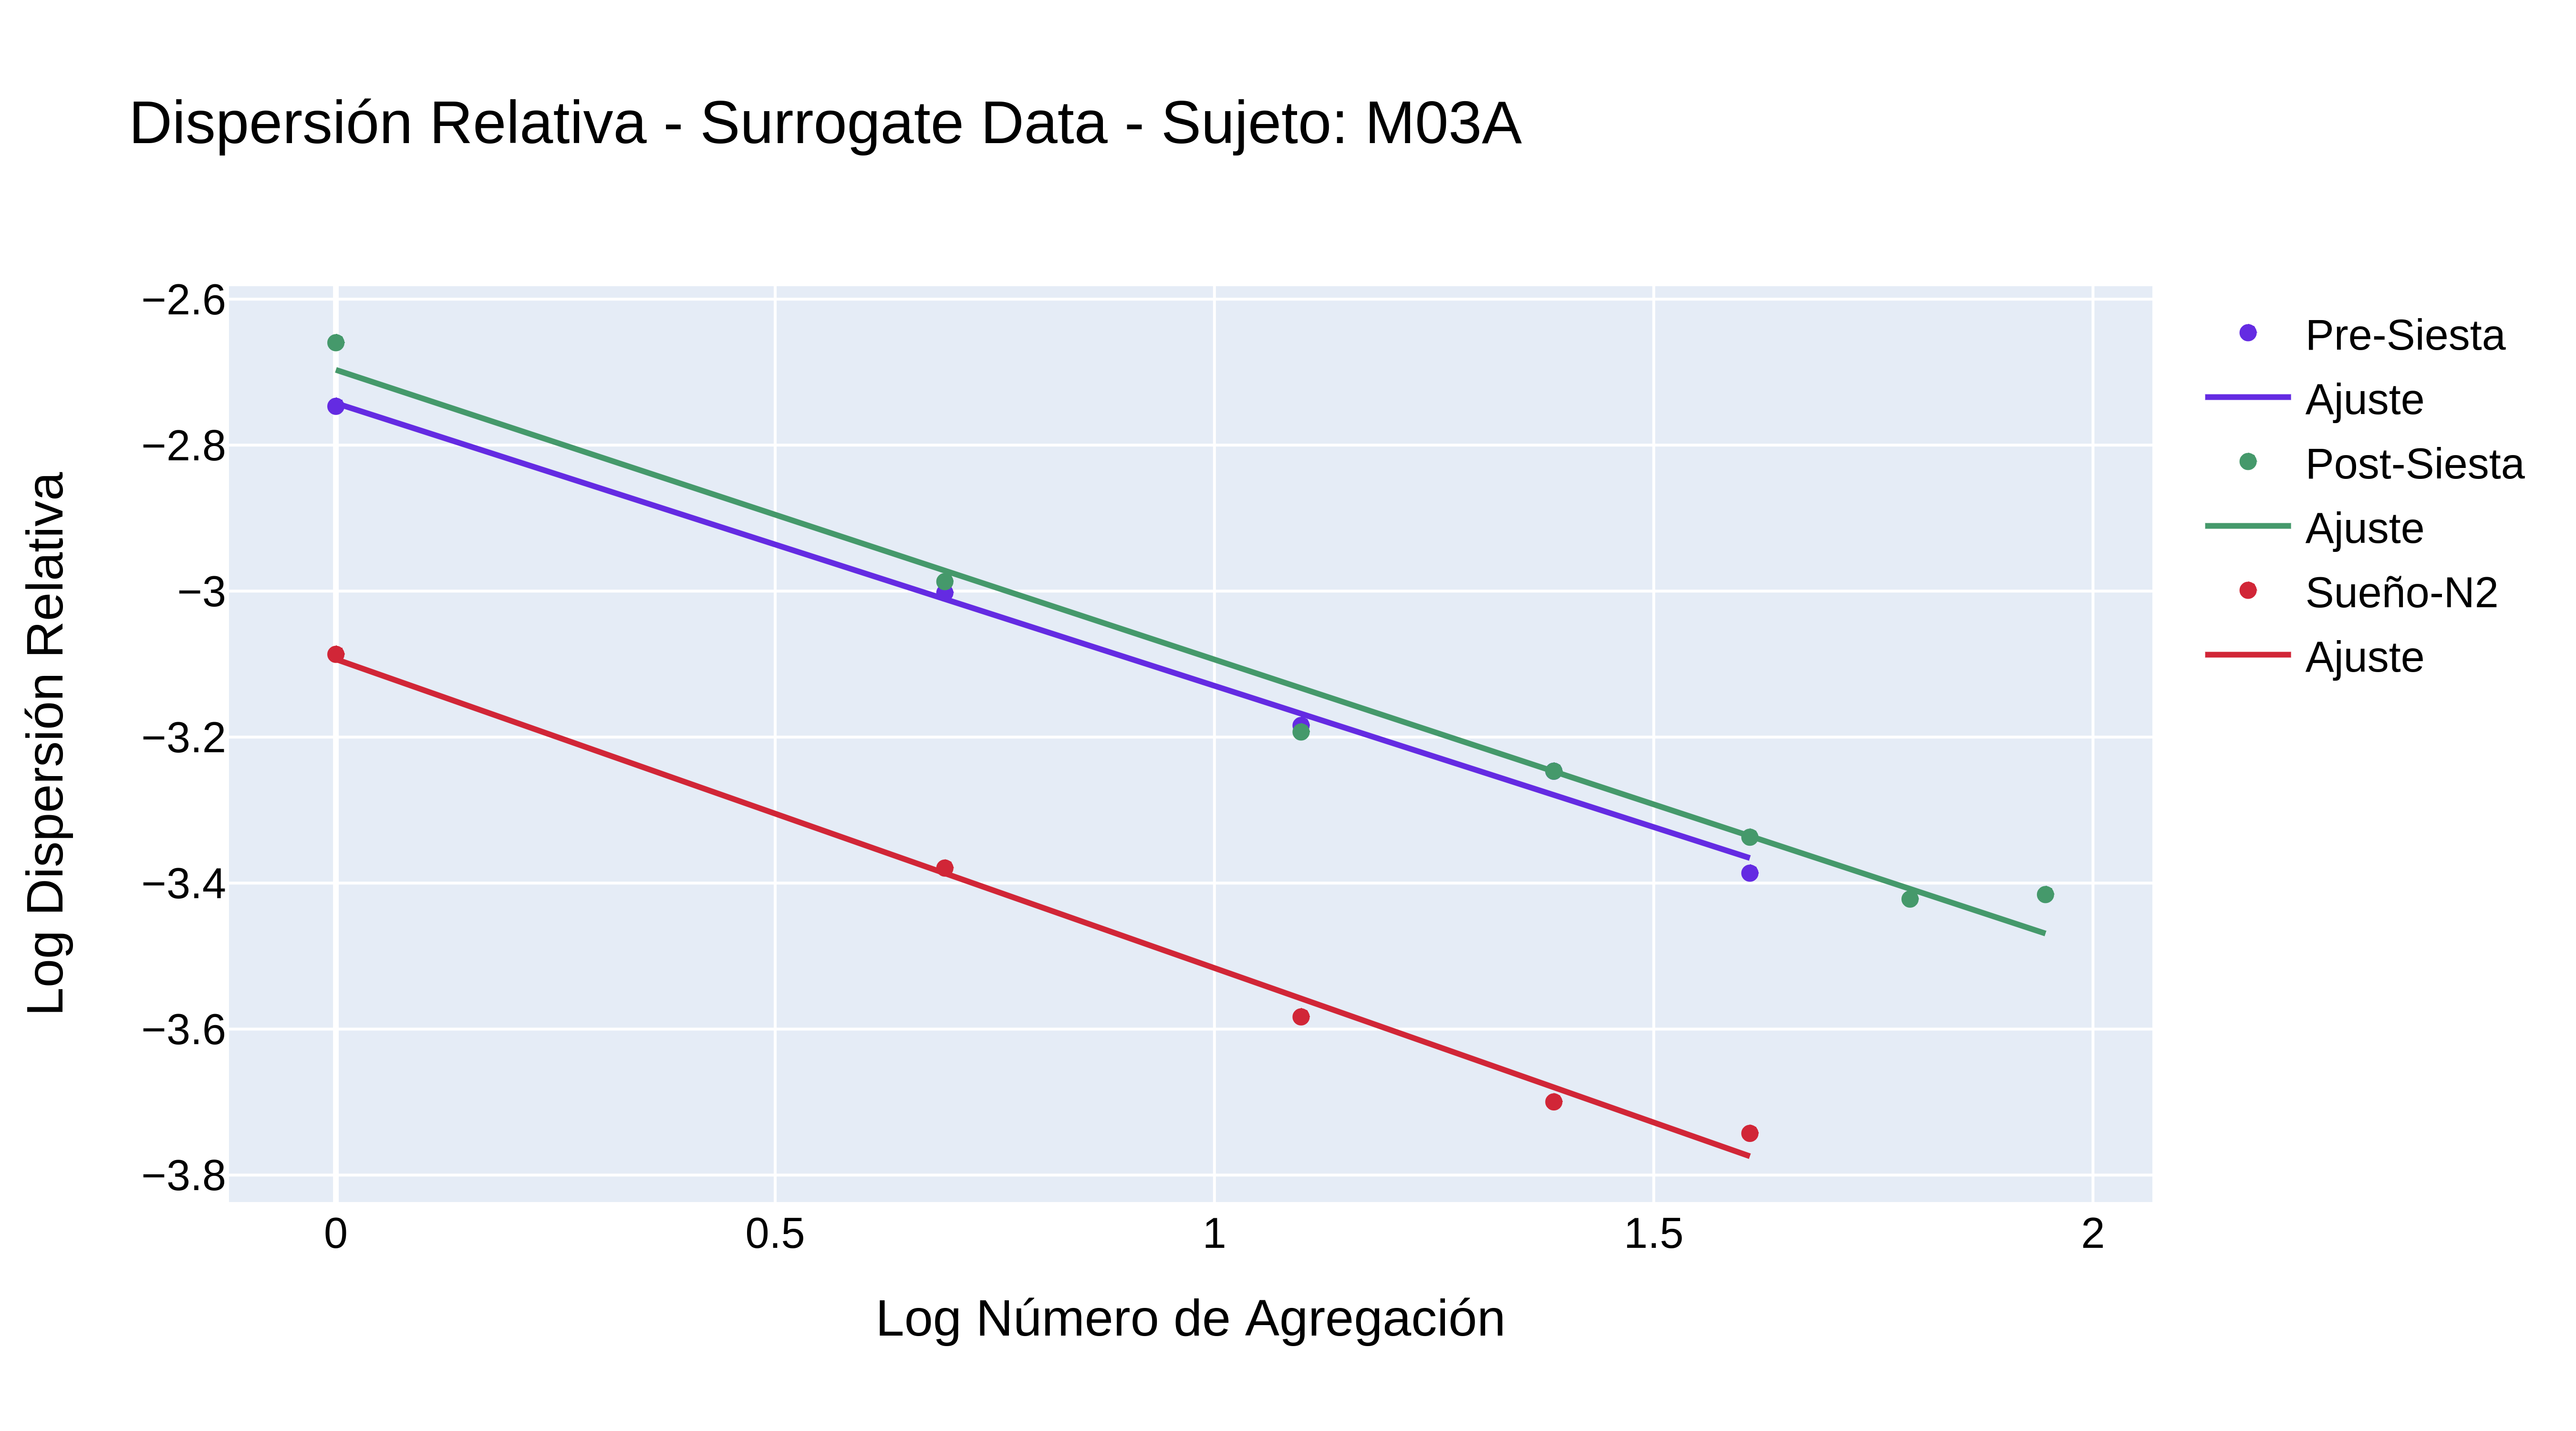 Dispersión Relativa - Surrogate Data - Sujeto: M03A
Log Dispersión Relativa
−2.6
−2.8
−3
−3.2
−3.4
−3.6
−3.8
0
0.5
1
1.5
2
Log Número de Agregación
Pre-Siesta
Ajuste
Post-Siesta
Ajuste
Sueño-N2
Ajuste